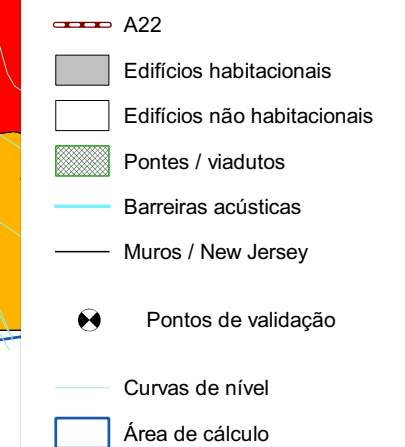 A22
Edifícios habitacionais
Edifícios não habitacionais
Pontes / viadutos
Barreiras acústicas
Muros / New Jersey
Pontos de validação
Curvas de nível
Área de cálculo